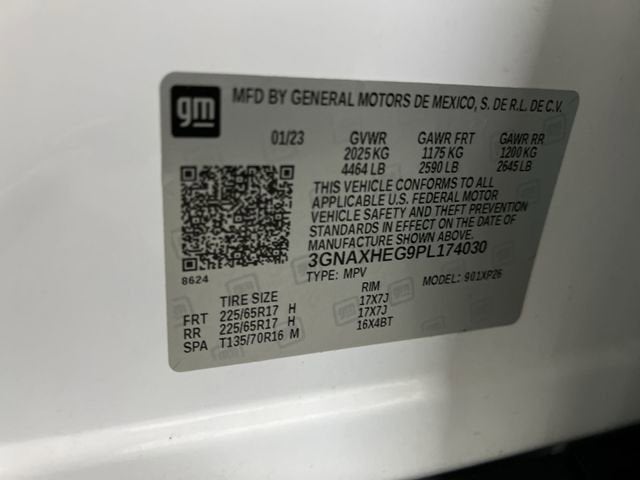 gm
MFD BY GENERAL MOTORS DE MEXICO, S. DE R.L. DE C.V.
01/23 GVWR GAWR FRT GAWR RR
2025 KG 1175 KG 1200 KG
4464 LB 2590 LB 2645 LB
THIS VEHICLE CONFORMS TO ALL
APPLICABLE U.S. FEDERAL MOTOR
VEHICLE SAFETY AND THEFT PREVENTION
STANDARDS IN EFFECT ON THE DATE OF
MANUFACTURE SHOWN ABOVE.
3GNAXHEG9PL174030
8624
TYPE: MPV MODEL: 901XP26
TIRE SIZE RIM
FRT 225/65R17 H 17X7J
RR 225/65R17 H 17X7J
SPA T135/70R16 M 16X4BT